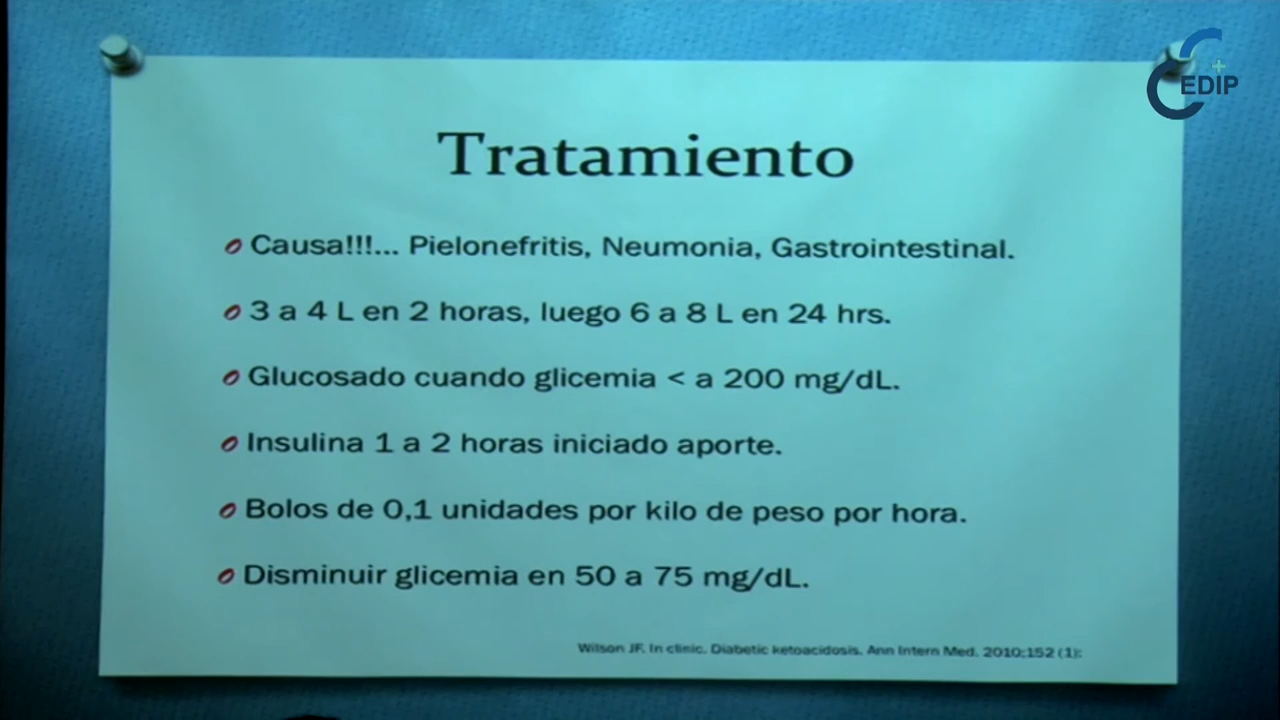 EDIP
Tratamiento
Causa!!!... Pielonefritis, Neumonia, Gastrointestinal.
3 a 4 L en 2 horas, luego 6 a 8 L en 24 hrs.
Glucosado cuando glicemia < a 200 mg/dL.
Insulina 1 a 2 horas iniciado aporte.
Bolos de 0,1 unidades por kilo de peso por hora.
Disminuir glicemia en 50 a 75 mg/dL.
Wilson JF. In clinic. Diabetic ketoacidosis. Ann Intern Med. 2010;152 (1):